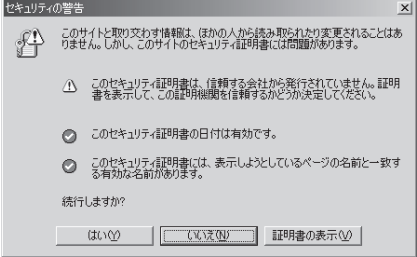 セキュリティの警告
このサイトと取り交わす情報は、ほかの人から読み取られたり変更されることはあ
りません。しかし、このサイトのセキュリティ証明書には問題があります。
このセキュリティ証明書は、信頼する会社から発行されていません。証明
書を表示して、この証明機関を信頼するかどうか決定してください。
このセキュリティ証明書の日付は有効です。
このセキュリティ証明書には、表示しようとしているページの名前と一致す
る有効な名前があります。
続行しますか?
はい(Y) いいえ(N) 証明書の表示(V)